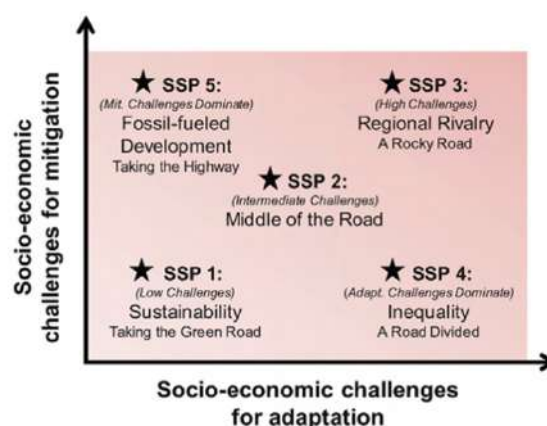 Socio-economic
challenges for mitigation
SSP 5:
(Mit. Challenges Dominate)
Fossil-fueled
Development
Taking the Highway
SSP 3:
(High Challenges)
Regional Rivalry
A Rocky Road
SSP 2:
(Intermediate Challenges)
Middle of the Road
SSP 1:
(Low Challenges)
Sustainability
Taking the Green Road
SSP 4:
(Adapt. Challenges Dominate)
Inequality
A Road Divided
Socio-economic challenges
for adaptation